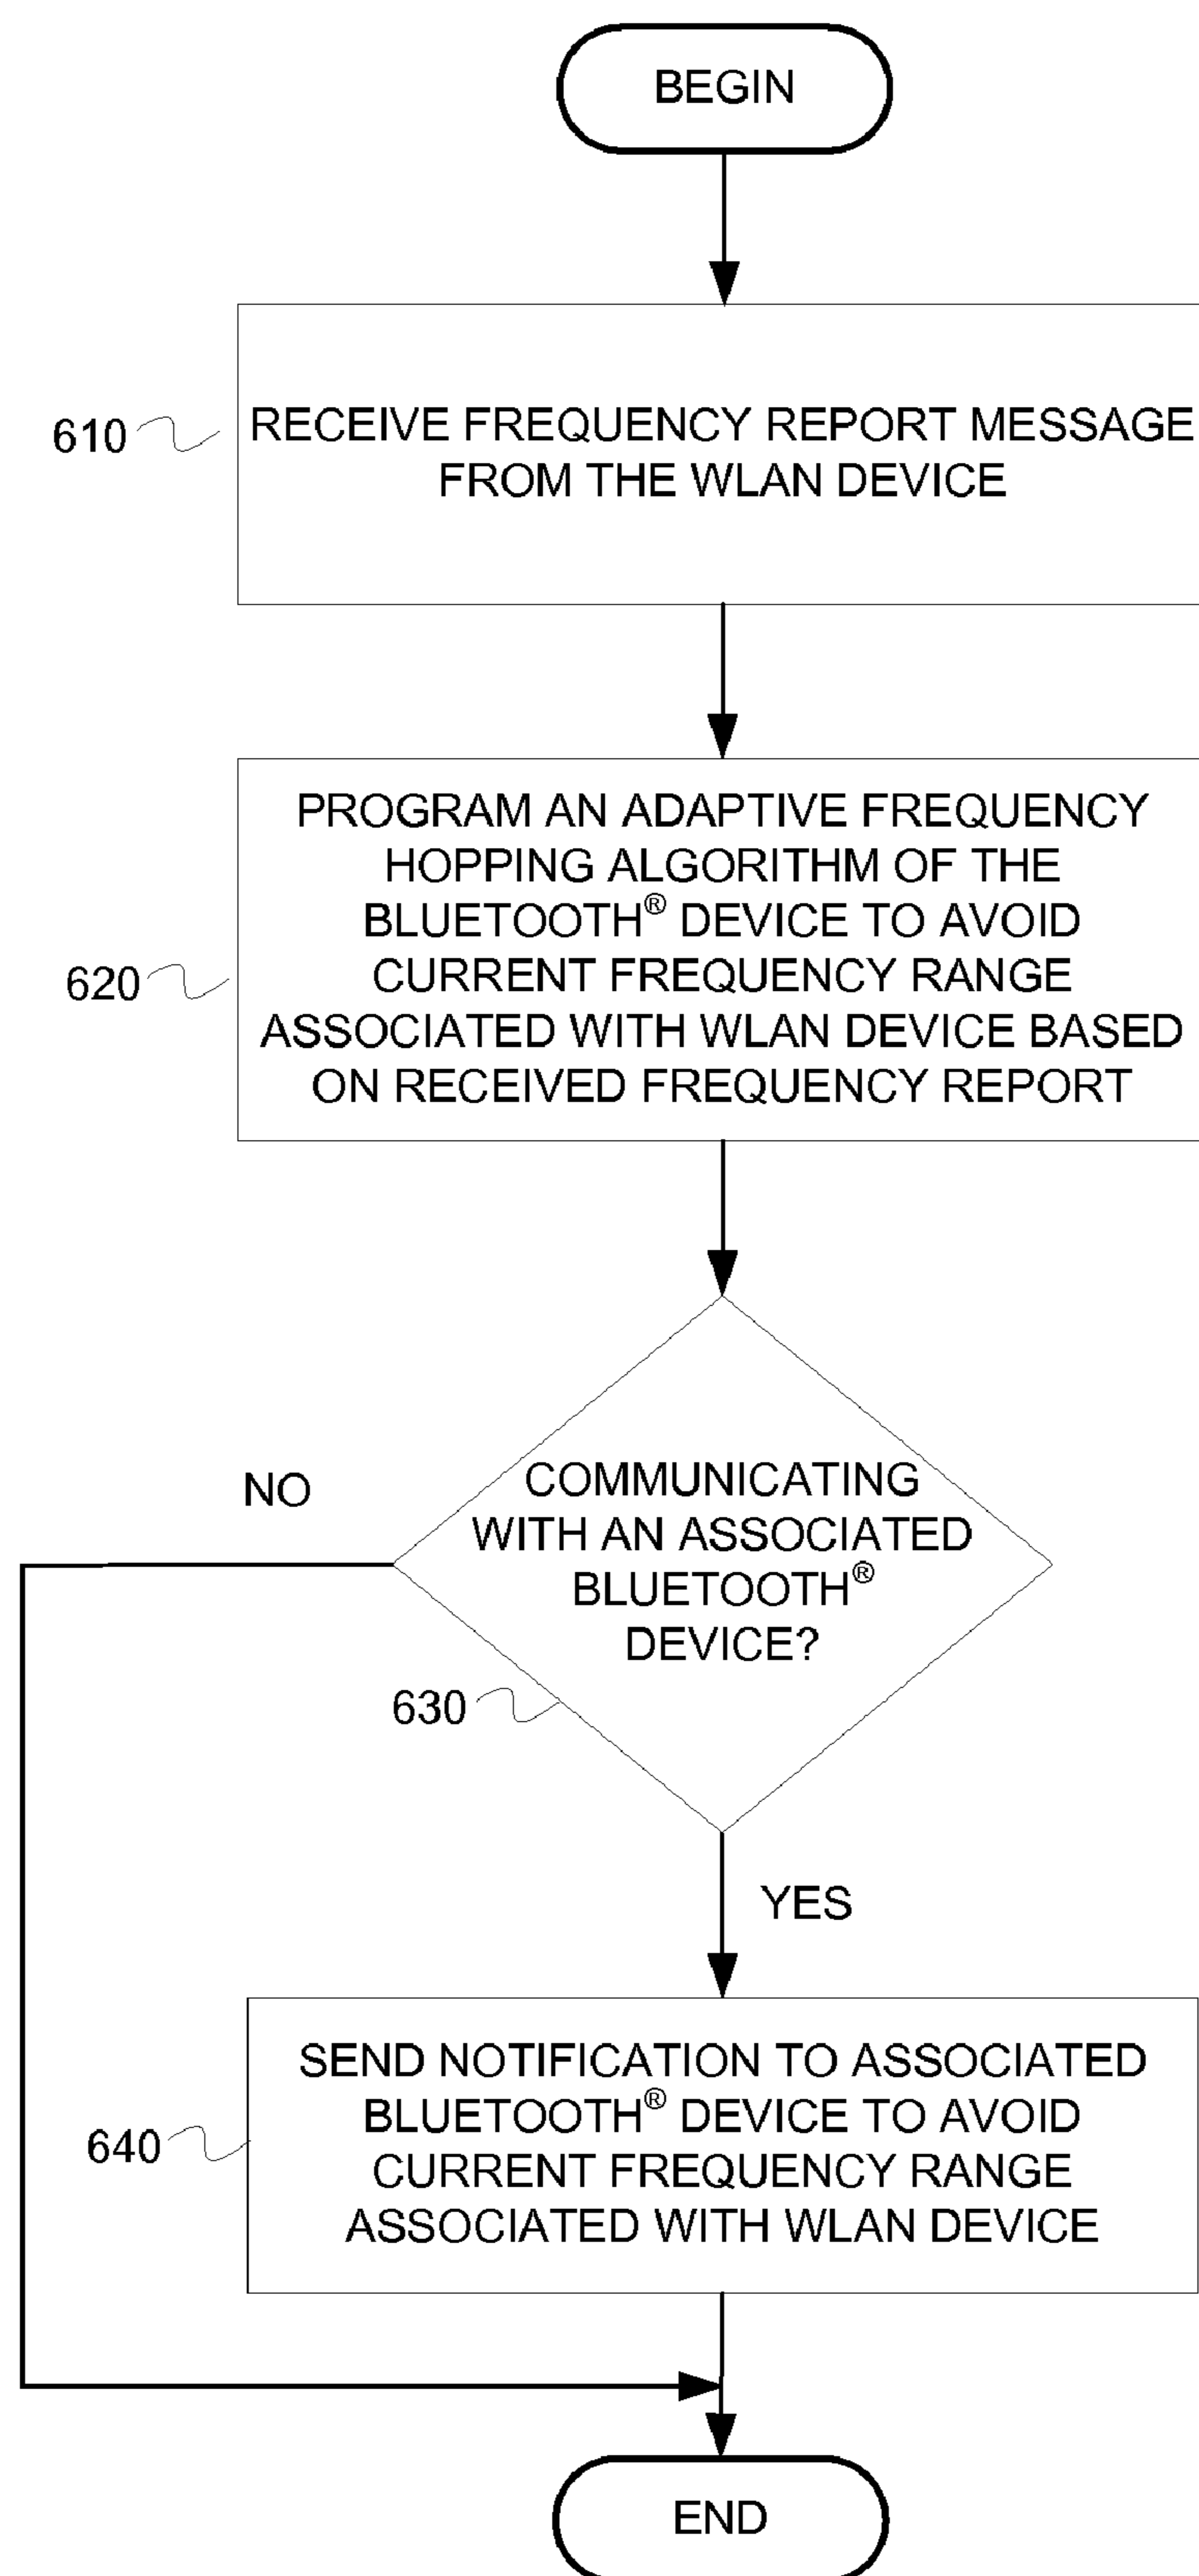 BEGIN
610
RECEIVE FREQUENCY REPORT MESSAGE
FROM THE WLAN DEVICE
PROGRAM AN ADAPTIVE FREQUENCY
HOPPING ALGORITHM OF THE
BLUETOOTH® DEVICE TO AVOID
CURRENT FREQUENCY RANGE
ASSOCIATED WITH WLAN DEVICE BASED
ON RECEIVED FREQUENCY REPORT
620
NO
COMMUNICATING
WITH AN ASSOCIATED
BLUETOOTH®
DEVICE?
630
YES
SEND NOTIFICATION TO ASSOCIATED
BLUETOOTH® DEVICE TO AVOID
CURRENT FREQUENCY RANGE
ASSOCIATED WITH WLAN DEVICE
640
END